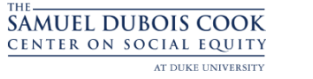 THE
SAMUEL DUBOIS COOK
CENTER ON SOCIAL EQUITY
AT DUKE UNIVERSITY